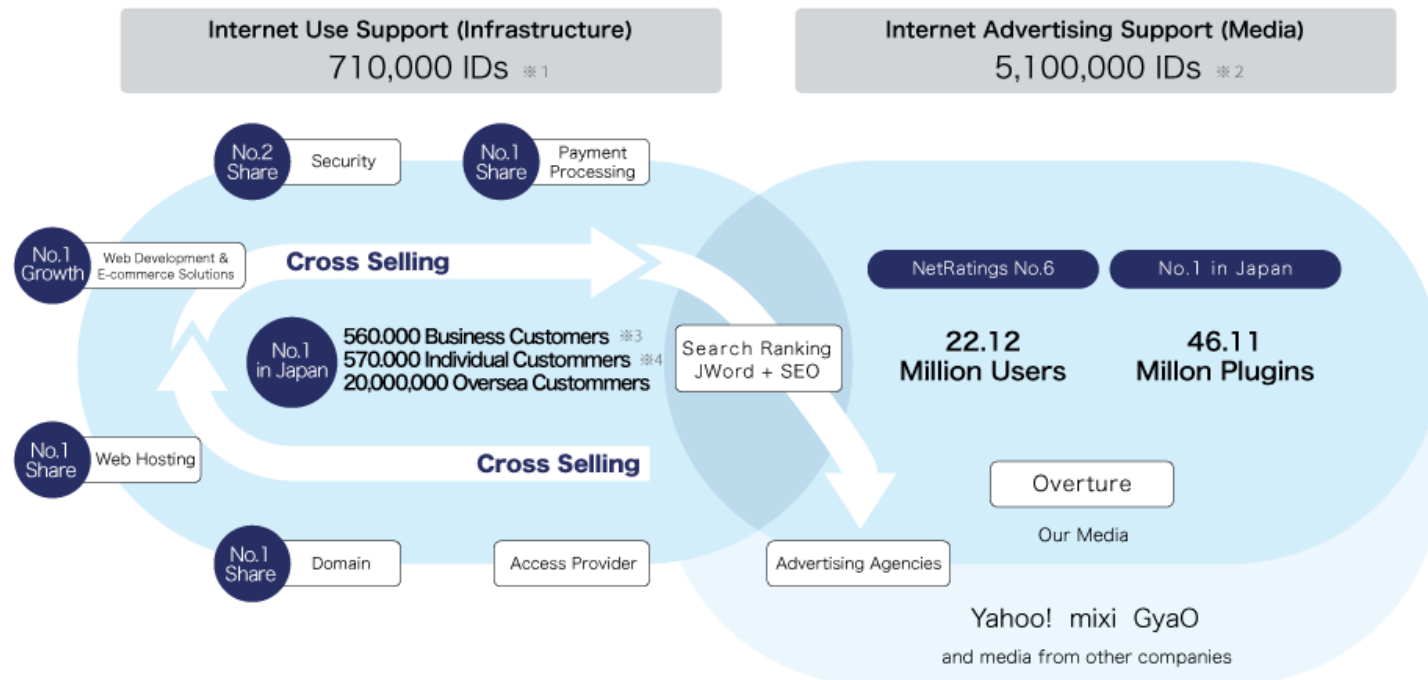 Internet Use Support (Infrastructure)
710,000 IDs ※1
Internet Advertising Support (Media)
5,100,000 IDs ※2
No.2
Share
Security
No.1
Share
Payment
Processing
No.1
Growth
Web Development &
E-commerce Solutions
Cross Selling
NetRatings No.6
No.1 in Japan
No.1
in Japan
560.000 Business Customers ※3
570.000 Individual Custommers ※4
20,000,000 Oversea Custommers
Search Ranking
JWord + SEO
22.12
Million Users
46.11
Millon Plugins
No.1
Share
Web Hosting
Cross Selling
Overture
Our Media
No.1
Share
Domain
Access Provider
Advertising Agencies
Yahoo! mixi GyaO
and media from other companies